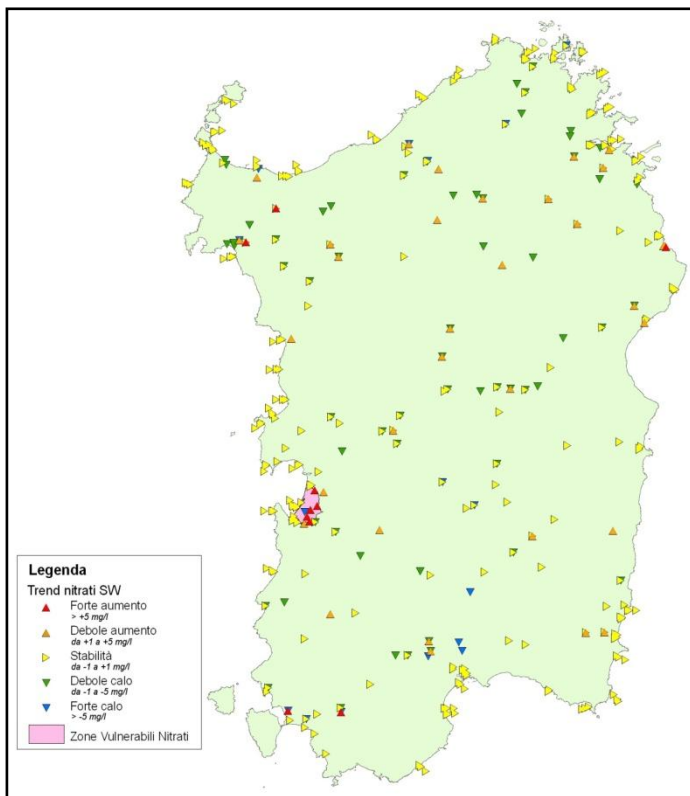 Legenda
Trend nitrati SW
Forte aumento
> +5 mg/l
Debole aumento
da +1 a +5 mg/l
Stabilità
da -1 a +1 mg/l
Debole calo
da -1 a -5 mg/l
Forte calo
> -5 mg/l
Zone Vulnerabili Nitrati